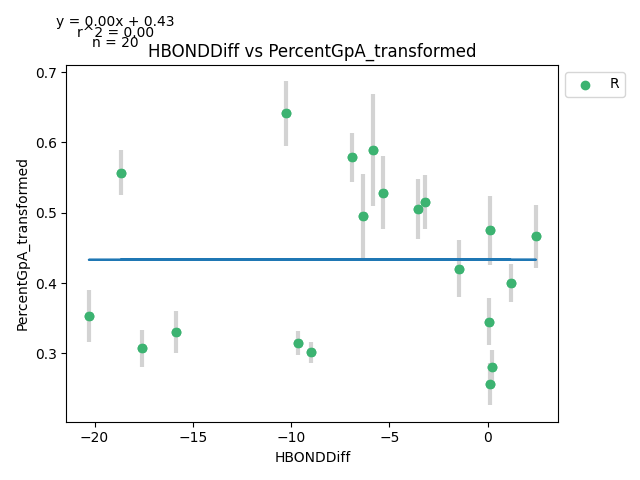 y = 0.00x + 0.43
r^2 = 0.00
n = 20
HBONDDiff vs PercentGpA_transformed
R
PercentGpA_transformed
0.7
0.6
0.5
0.4
0.3
−20
−15
−10
−5
0
HBONDDiff